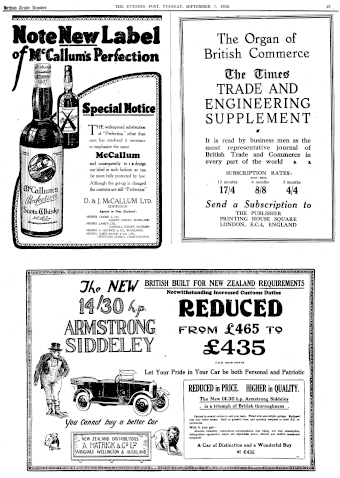 British Trade Number
THE EVENING POST, TUESDAY, SEPTEMBER 7, 1926.
47
Note New Label
of McCallum's Perfection
Special Notice
THE widespread substitution
of "Perfection" other than
ours has rendered it necessary
to emphasise the name
McCallum
and consequently to re-design
our label as such before so can
be more fully protected by law.
Although the get-up is changed
the contents are still "Perfection."
D. & J. McCALLUM LTD.
EDINBURGH
Agents in New Zealand:
McCallum's
Perfection
Scots Whisky
The Organ of
British Commerce
The Times
TRADE AND
ENGINEERING
SUPPLEMENT
It is read by business men as the
most representative journal of
British Trade and Commerce in
every part of the world
SUBSCRIPTION RATES:
POST FREE
12 months 6 months 3 months
17/4 8/8 4/4
Send a Subscription to
THE PUBLISHER
PRINTING HOUSE SQUARE
LONDON, E.C.4, ENGLAND
The NEW
14/30 h.p.
ARMSTRONG
SIDDELEY
You Cannot buy a better Car
NEW ZEALAND DISTRIBUTORS
A. HATRICK & CO LTD
WANGANUI WELLINGTON & AUCKLAND
BRITISH BUILT FOR NEW ZEALAND REQUIREMENTS
Notwithstanding Increased Customs Duties
REDUCED
FROM £465 TO
£435
Let Your Pride in Your Car be both Personal and Patriotic
REDUCED in PRICE. HIGHER in QUALITY.
The New 14/30 h.p. Armstrong Siddeley
is a triumph of British thoroughness
A Car of Distinction and a Wonderful Buy
at £435